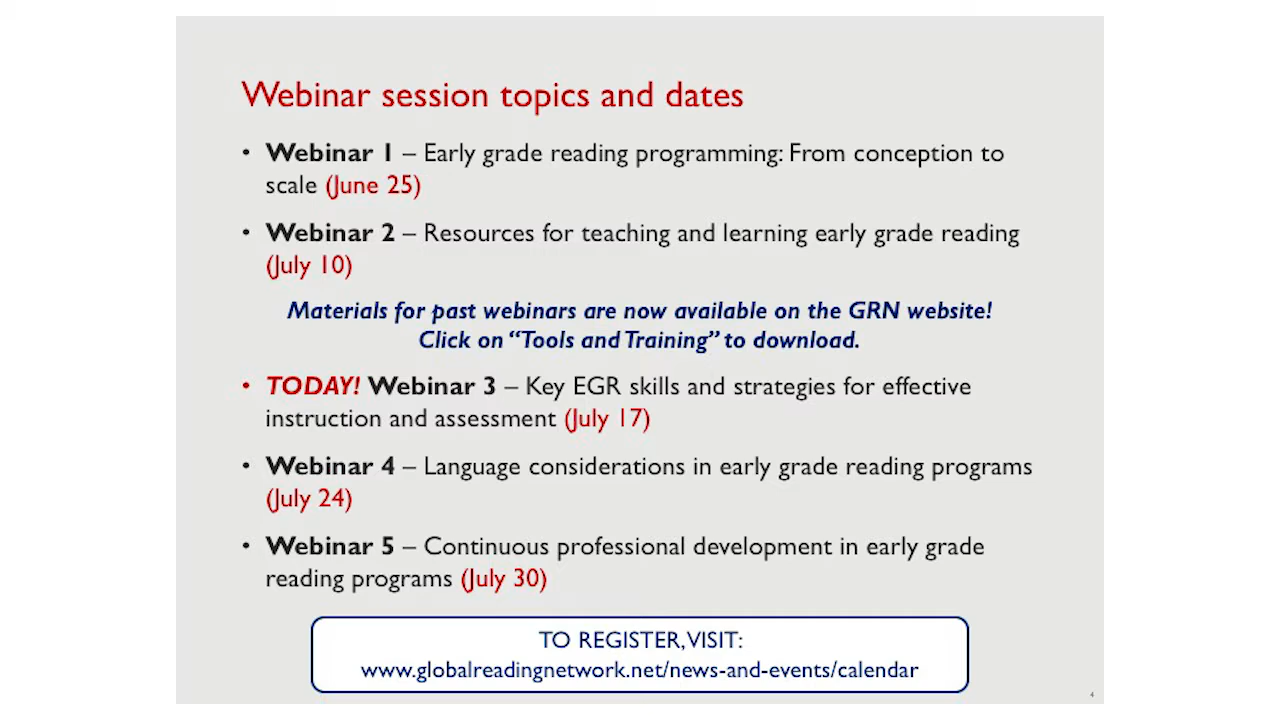 Webinar session topics and dates
• Webinar 1 – Early grade reading programming: From conception to
scale (June 25)
• Webinar 2 – Resources for teaching and learning early grade reading
(July 10)
Materials for past webinars are now available on the GRN website!
Click on “Tools and Training” to download.
• TODAY! Webinar 3 – Key EGR skills and strategies for effective
instruction and assessment (July 17)
• Webinar 4 – Language considerations in early grade reading programs
(July 24)
• Webinar 5 – Continuous professional development in early grade
reading programs (July 30)
TO REGISTER, VISIT:
www.globalreadingnetwork.net/news-and-events/calendar
4